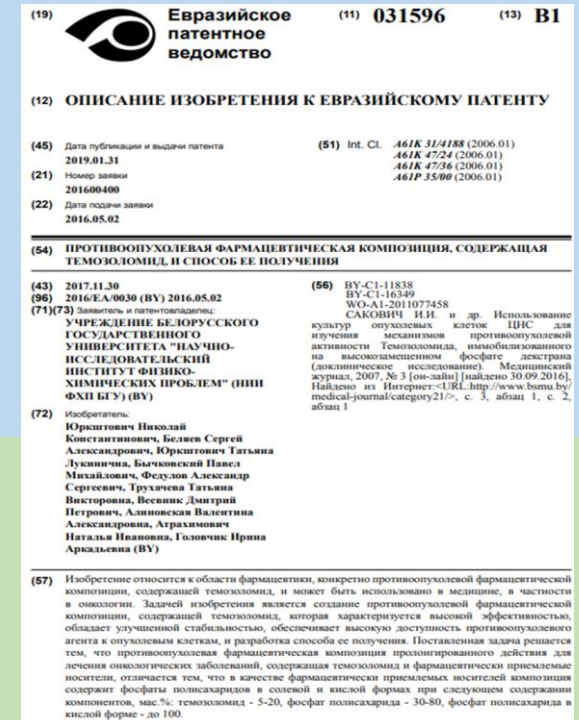 (19)
Евразийское
патентное
ведомство
(11) 031596
(13) B1
(12) ОПИСАНИЕ ИЗОБРЕТЕНИЯ К ЕВРАЗИЙСКОМУ ПАТЕНТУ
(45) Дата публикации и выдачи патента
2019.01.31
(21) Номер заявки
201600400
(22) Дата подачи заявки
2016.05.02
(51) Int. Cl. A61K 31/4188 (2006.01)
A61K 47/24 (2006.01)
A61K 47/36 (2006.01)
A61P 35/00 (2006.01)
(54) ПРОТИВООПУХОЛЕВАЯ ФАРМАЦЕВТИЧЕСКАЯ КОМПОЗИЦИЯ, СОДЕРЖАЩАЯ
ТЕМОЗОЛОМИД, И СПОСОБ ЕЕ ПОЛУЧЕНИЯ
(43) 2017.11.30
(96) 2016/EA/0030 (BY) 2016.05.02
(71)(73) Заявитель и патентовладелец:
УЧРЕЖДЕНИЕ БЕЛОРУССКОГО
ГОСУДАРСТВЕННОГО
УНИВЕРСИТЕТА "НАУЧНО-
ИССЛЕДОВАТЕЛЬСКИЙ
ИНСТИТУТ ФИЗИКО-
ХИМИЧЕСКИХ ПРОБЛЕМ" (НИИ
ФХП БГУ) (BY)
(72) Изобретатель:
Юркштович Николай
Константинович, Беляев Сергей
Александрович, Юркштович Татьяна
Лукинична, Бычковский Павел
Михайлович, Федулов Александр
Сергеевич, Трухачева Татьяна
Викторовна, Веевник Дмитрий
Петрович, Алиновская Валентина
Александровна, Атрахимович
Наталья Ивановна, Головчик Ирина
Аркадьевна (BY)
(56) BY-C1-11838
BY-C1-16349
WO-A1-2011077458
САКОВИЧ И.И. и др. Использование
культур опухолевых клеток ЦНС для
изучения механизмов противоопухолевой
активности Темозоломида, иммобилизованного
на высокозамещенном фосфате декстрана
(доклиническое исследование). Медицинский
журнал, 2007, № 3 [он-лайн] [найдено 30.09.2016],
Найдено из Интернет:<URL:http://www.bsmu.by/
medical-journal/category21/>, с. 3, абзац 1, с. 2,
абзац 1
(57) Изобретение относится к области фармацевтики, конкретно противоопухолевой фармацевтической
композиции, содержащей темозоломид, и может быть использовано в медицине, в частности
в онкологии. Задачей изобретения является создание противоопухолевой фармацевтической
композиции, содержащей темозоломид, которая характеризуется высокой эффективностью,
обладает улучшенной стабильностью, обеспечивает высокую доступность противоопухолевого
агента к опухолевым клеткам, и разработка способа ее получения. Поставленная задача решается
тем, что противоопухолевая фармацевтическая композиция пролонгированного действия для
лечения онкологических заболеваний, содержащая темозоломид и фармацевтически приемлемые
носители, отличается тем, что в качестве фармацевтически приемлемых носителей композиция
содержит фосфаты полисахаридов в солевой и кислой формах при следующем содержании
компонентов, мас.%: темозоломид - 5-20, фосфат полисахарида - 30-80, фосфат полисахарида в
кислой форме - до 100.